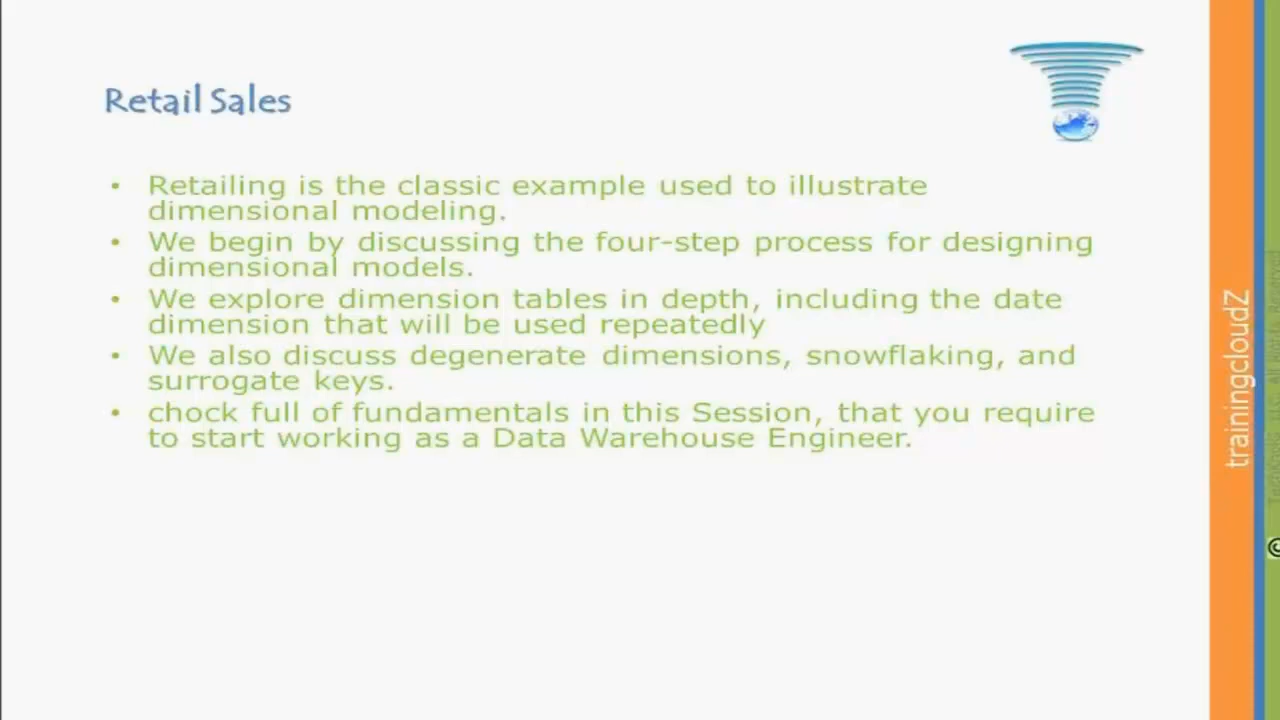 Retail Sales
• Retailing is the classic example used to illustrate
dimensional modeling.
• We begin by discussing the four-step process for designing
dimensional models.
• We explore dimension tables in depth, including the date
dimension that will be used repeatedly
• We also discuss degenerate dimensions, snowflaking, and
surrogate keys.
• chock full of fundamentals in this Session, that you require
to start working as a Data Warehouse Engineer.
trainingcloudZ
©